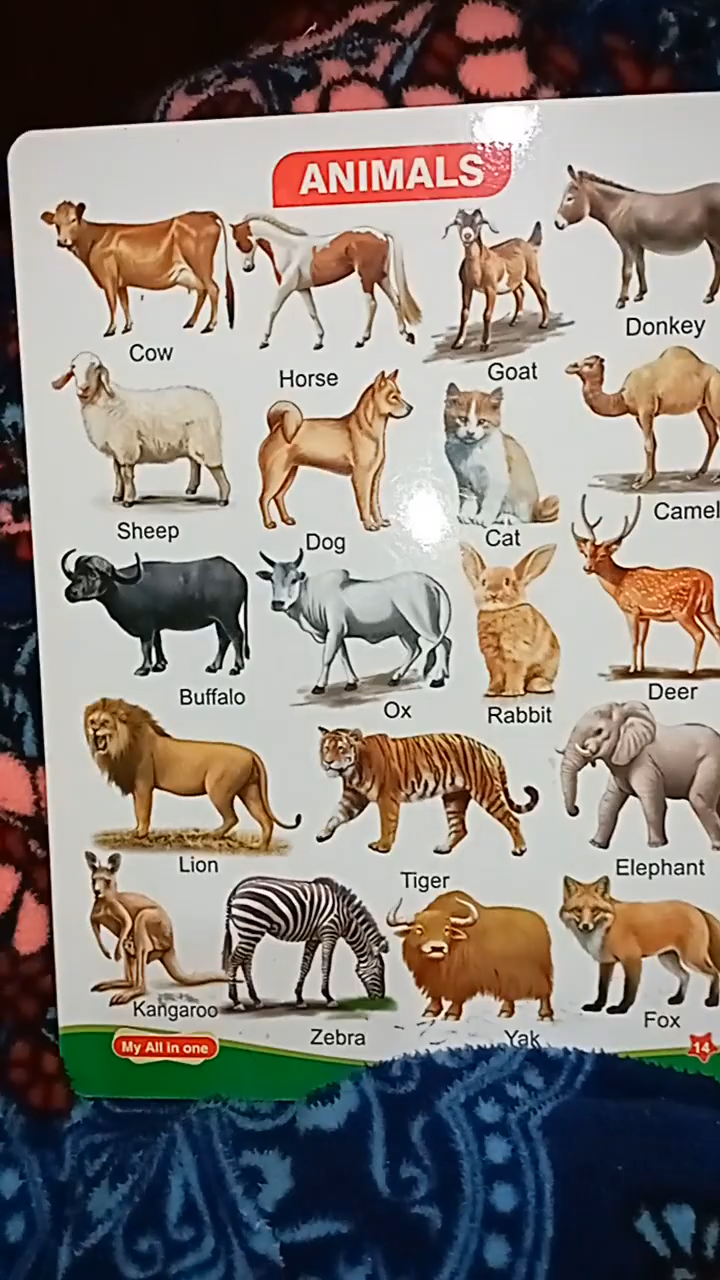 ANIMALS
Cow
Horse
Goat
Donkey
Sheep
Dog
Cat
Camel
Buffalo
Ox
Rabbit
Deer
Lion
Tiger
Elephant
Kangaroo
Zebra
Yak
Fox
My All in one
14